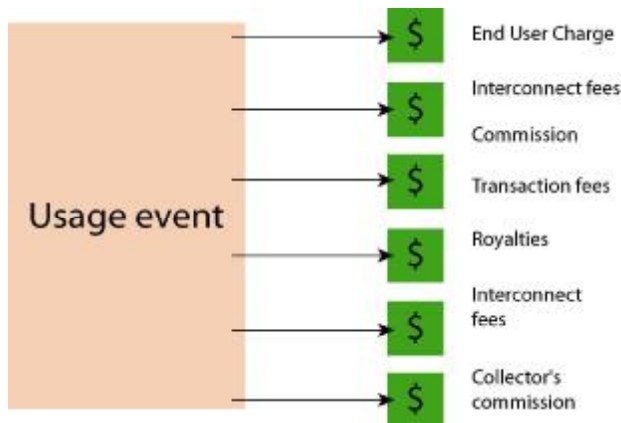 Usage event
$ End User Charge
$ Interconnect fees
Commission
$ Transaction fees
$ Royalties
$ Interconnect
fees
$ Collector's
commission